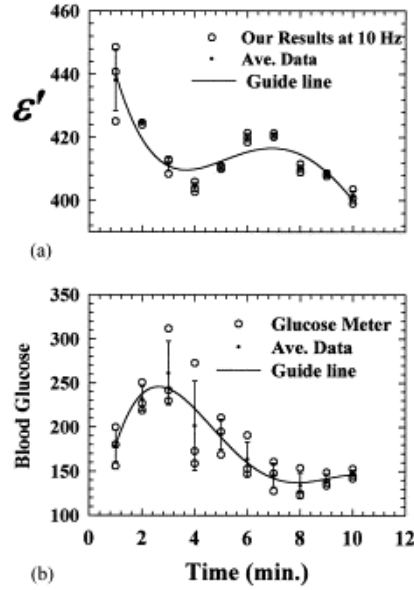 (a)
Our Results at 10 Hz
Ave. Data
Guide line
ε'
460
440
420
400
(b)
Glucose Meter
Ave. Data
Guide line
Blood Glucose
350
300
250
200
150
100
0 2 4 6 8 10 12
Time (min.)